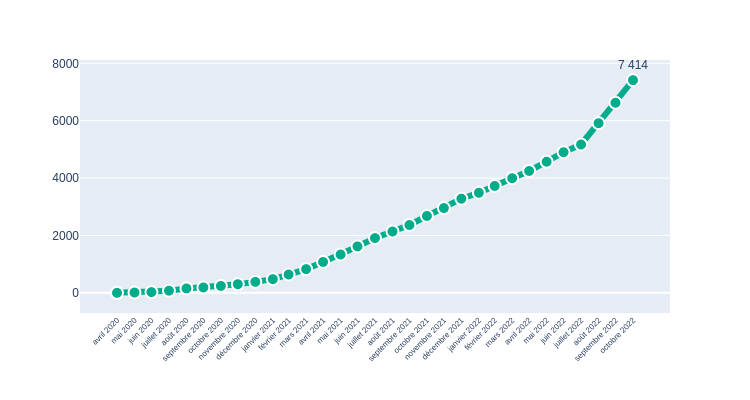 8000
6000
4000
2000
0
7 414
avril 2020
mai 2020
juin 2020
juillet 2020
août 2020
septembre 2020
octobre 2020
novembre 2020
décembre 2020
janvier 2021
février 2021
mars 2021
avril 2021
mai 2021
juin 2021
juillet 2021
août 2021
septembre 2021
octobre 2021
novembre 2021
décembre 2021
janvier 2022
février 2022
mars 2022
avril 2022
mai 2022
juin 2022
juillet 2022
août 2022
septembre 2022
octobre 2022